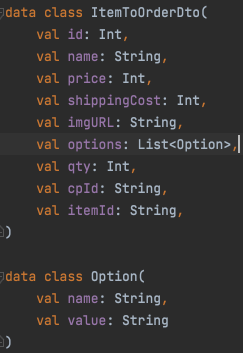 data class ItemToOrderDto(
    val id: Int,
    val name: String,
    val price: Int,
    val shippingCost: Int,
    val imgURL: String,
    val options: List<Option>,
    val qty: Int,
    val cpId: String,
    val itemId: String,
)
data class Option(
    val name: String,
    val value: String
)